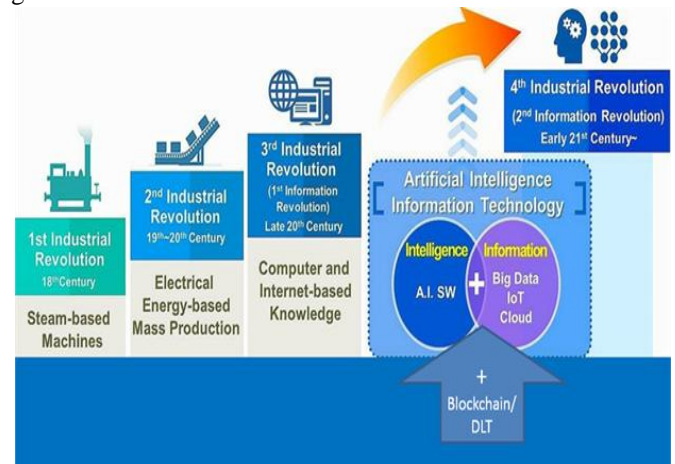 1st Industrial
Revolution
18th Century
Steam-based
Machines
2nd Industrial
Revolution
19th~20th Century
Electrical
Energy-based
Mass Production
3rd Industrial
Revolution
(1st Information
Revolution)
Late 20th Century
Computer and
Internet-based
Knowledge
4th Industrial Revolution
(2nd Information Revolution)
Early 21st Century~
Artificial Intelligence
Information Technology
Intelligence
A.I. SW
+
Information
Big Data
IoT
Cloud
+
Blockchain/
DLT